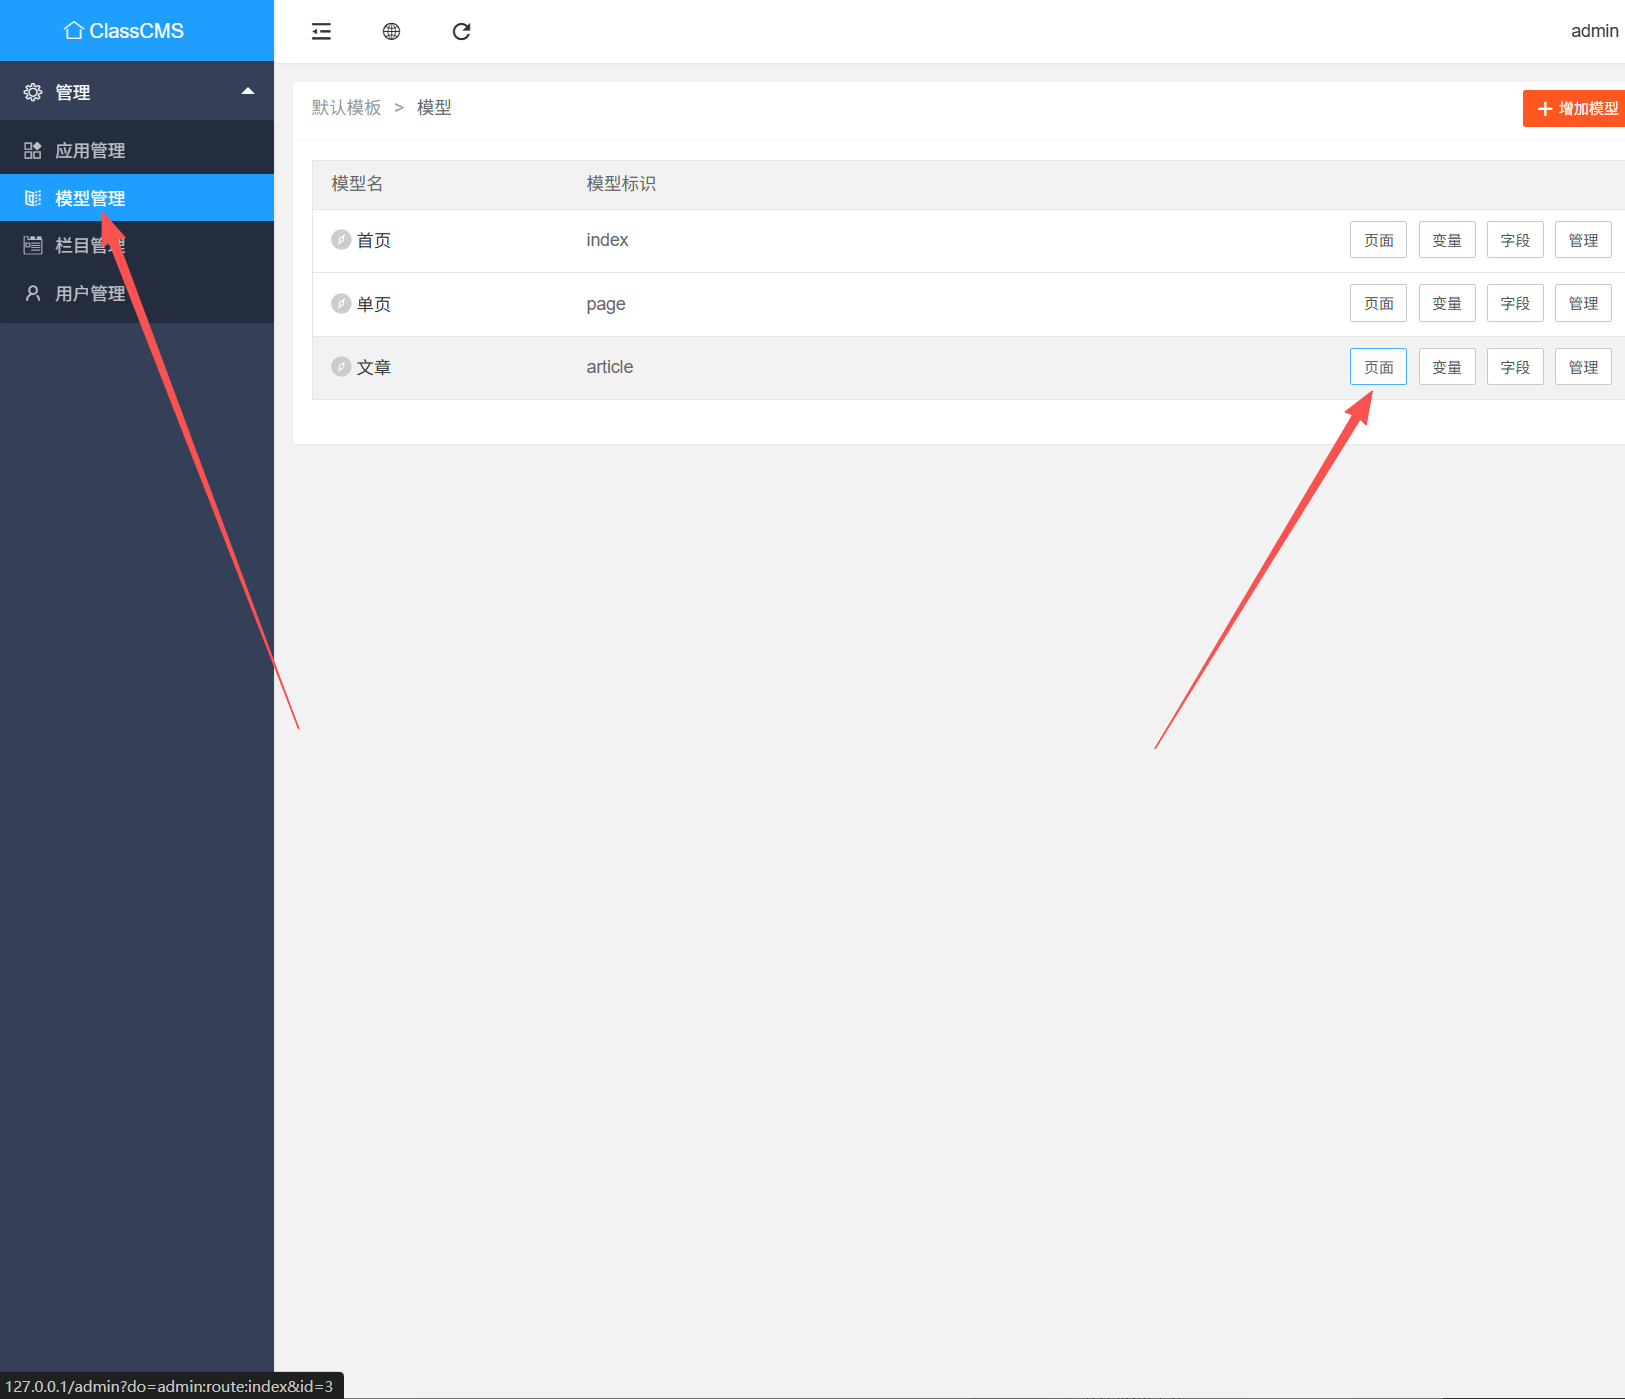 ClassCMS
admin
管理
应用管理
模型管理
栏目管理
用户管理
默认模板 > 模型
增加模型
模型名 模型标识
首页 index 页面 变量 字段 管理
单页 page 页面 变量 字段 管理
文章 article 页面 变量 字段 管理
127.0.0.1/admin?do=admin:route:index&id=3